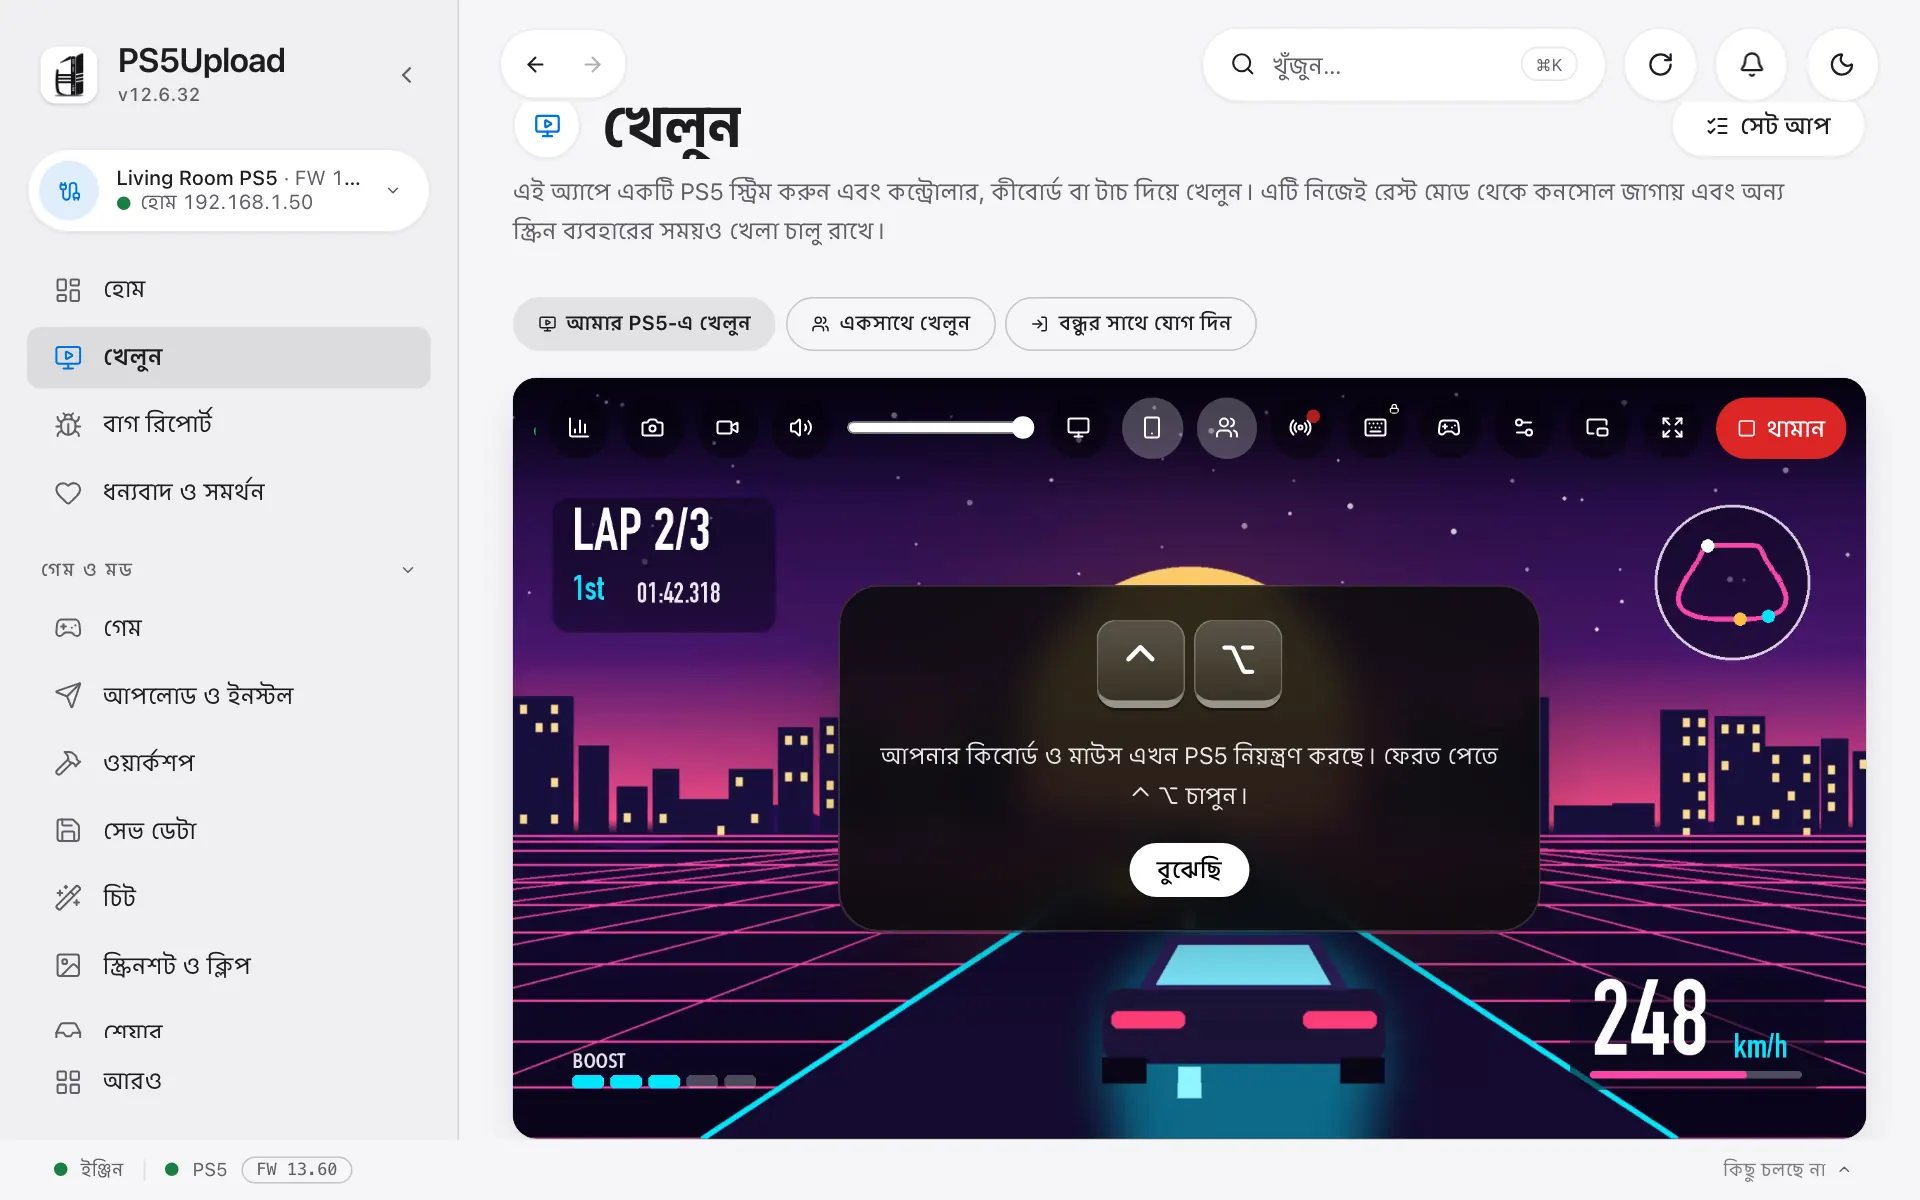 PS5Upload
v12.6.32
Living Room PS5 · FW 1...
হোম 192.168.1.50
হোম
খেলুন
বাগ রিপোর্ট
ধন্যবাদ ও সমর্থন
গেম ও মড
গেম
আপলোড ও ইনস্টল
ওয়ার্কশপ
সেভ ডেটা
চিট
স্ক্রিনশট ও ক্লিপ
শেয়ার
আরও
খুঁজুন...
⌘K
খেলুন
সেট আপ
এই অ্যাপে একটি PS5 স্ট্রিম করুন এবং কন্ট্রোলার, কীবোর্ড বা টাচ দিয়ে খেলুন। এটি নিজেই রেস্ট মোড থেকে কনসোল জাগায় এবং অন্য
স্ক্রিন ব্যবহারের সময়ও খেলা চালু রাখে।
আমার PS5-এ খেলুন
একসাথে খেলুন
বন্ধুর সাথে যোগ দিন
থামান
LAP 2/3
1st 01:42.318
আপনার কিবোর্ড ও মাউস এখন PS5 নিয়ন্ত্রণ করছে। ফেরত পেতে
⌃ ⌥ চাপুন।
বুঝেছি
BOOST
248 km/h
ইঞ্জিন
PS5
FW 13.60
কিছু চলছে না